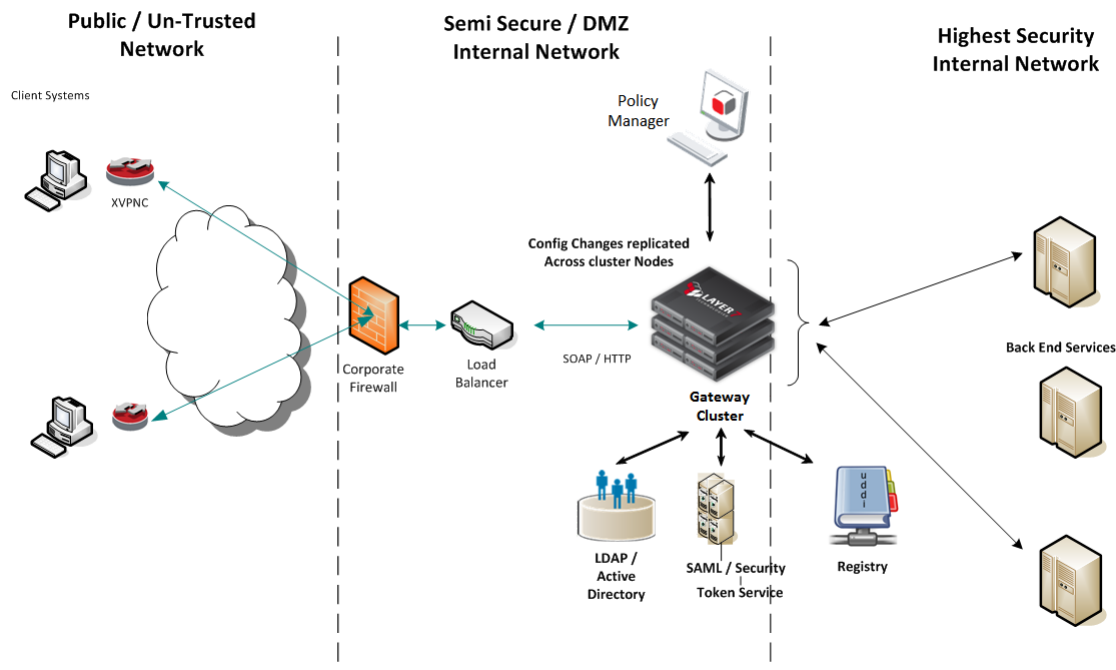 Public / Un-Trusted
Network
Semi Secure / DMZ
Internal Network
Highest Security
Internal Network
Client Systems
XVPNC
Policy
Manager
Config Changes replicated
Across cluster Nodes
LAYER 7
Corporate
Firewall
Load
Balancer
SOAP / HTTP
Gateway
Cluster
Back End Services
LDAP /
Active
Directory
SAML / Security
Token Service
uddi
Registry